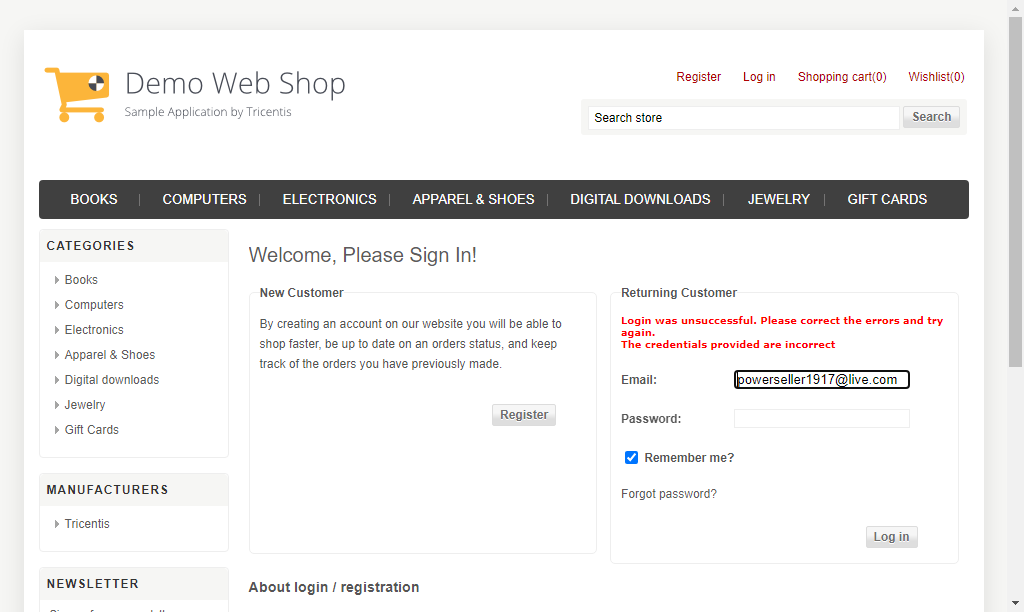 Demo Web Shop
Sample Application by Tricentis
Register
Log in
Shopping cart(0)
Wishlist(0)
Search store
Search
BOOKS
COMPUTERS
ELECTRONICS
APPAREL & SHOES
DIGITAL DOWNLOADS
JEWELRY
GIFT CARDS
CATEGORIES
Books
Computers
Electronics
Apparel & Shoes
Digital downloads
Jewelry
Gift Cards
MANUFACTURERS
Tricentis
NEWSLETTER
Welcome, Please Sign In!
New Customer
By creating an account on our website you will be able to
shop faster, be up to date on an orders status, and keep
track of the orders you have previously made.
Register
Returning Customer
Login was unsuccessful. Please correct the errors and try
again.
The credentials provided are incorrect
Email:
powerseller1917@live.com
Password:
Remember me?
Forgot password?
Log in
About login / registration